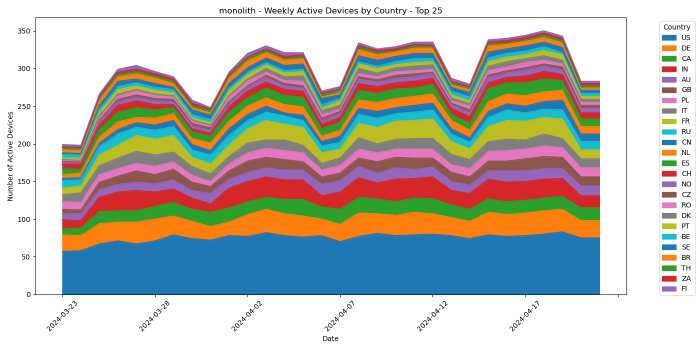 monolith - Weekly Active Devices by Country - Top 25
Number of Active Devices
350
300
250
200
150
100
50
0
2024-03-23
2024-03-28
2024-04-02
2024-04-07
2024-04-12
2024-04-17
Date
Country
US
DE
CA
IN
AU
GB
PL
IT
FR
RU
CN
NL
ES
CH
NO
CZ
RO
DK
PT
BE
SE
BR
TH
ZA
FI